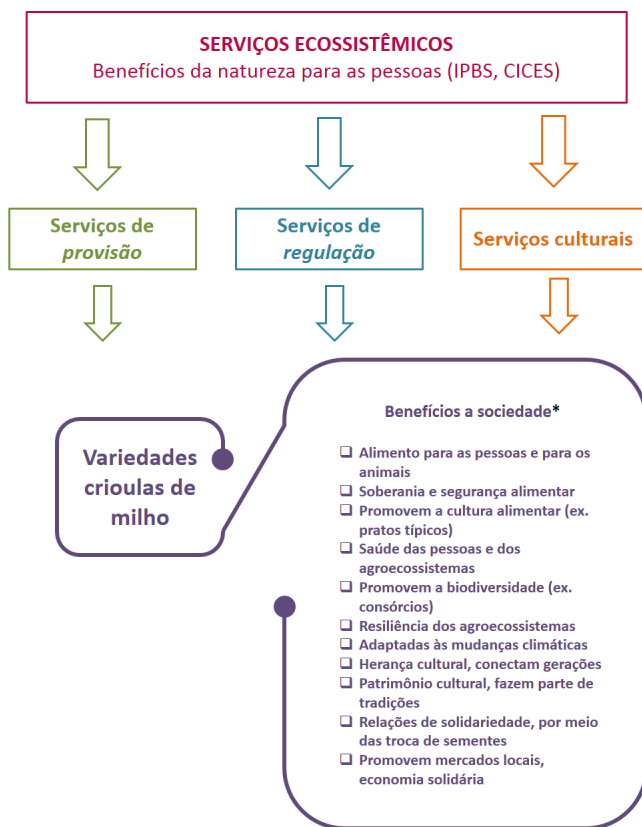 SERVIÇOS ECOSSISTÊMICOS
Benefícios da natureza para as pessoas (IPBS, CICES)
Serviços de
provisão
Serviços de
regulação
Serviços culturais
Variedades
crioulas de
milho
Benefícios a sociedade*
❑ Alimento para as pessoas e para os
animais
❑ Soberania e segurança alimentar
❑ Promovem a cultura alimentar (ex.
pratos típicos)
❑ Saúde das pessoas e dos
agroecossistemas
❑ Promovem a biodiversidade (ex.
consórcios)
❑ Resiliência dos agroecossistemas
❑ Adaptadas às mudanças climáticas
❑ Herança cultural, conectam gerações
❑ Patrimônio cultural, fazem parte de
tradições
❑ Relações de solidariedade, por meio
das troca de sementes
❑ Promovem mercados locais,
economia solidária